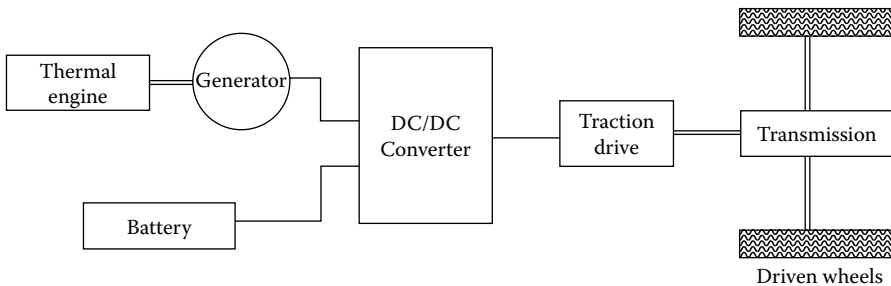 Thermal
engine
Generator
Battery
DC/DC
Converter
Traction
drive
Transmission
Driven wheels